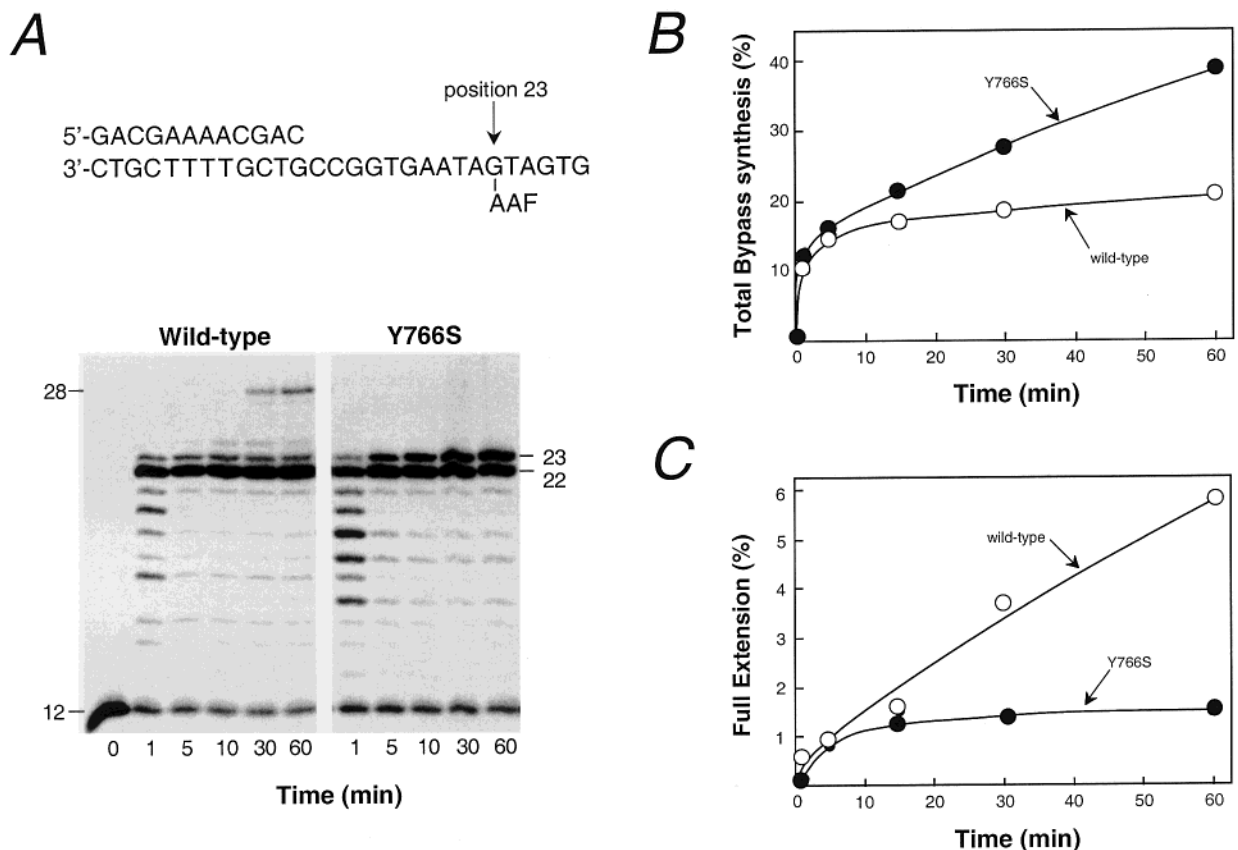 A
position 23
5'-GACGAAAACGAC
3'-CTGCTTTTGCTGCCGGTGAATAGTAGTG
AAF
Wild-type Y766S
28
23
22
12
0 1 5 10 30 60 1 5 10 30 60
Time (min)
B
Total Bypass synthesis (%)
40
30
20
10
Y766S
wild-type
0 10 20 30 40 50 60
Time (min)
C
Full Extension (%)
6
5
4
3
2
1
wild-type
Y766S
0 10 20 30 40 50 60
Time (min)